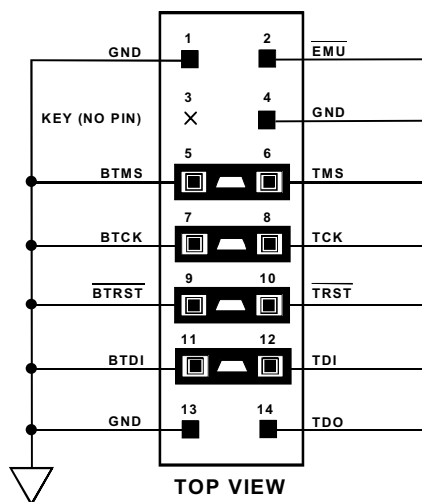 1 2
GND EMU
3 4
KEY (NO PIN) GND
5 6
BTMS TMS
7 8
BTCK TCK
9 10
BTRST TRST
11 12
BTDI TDI
13 14
GND TDO
TOP VIEW